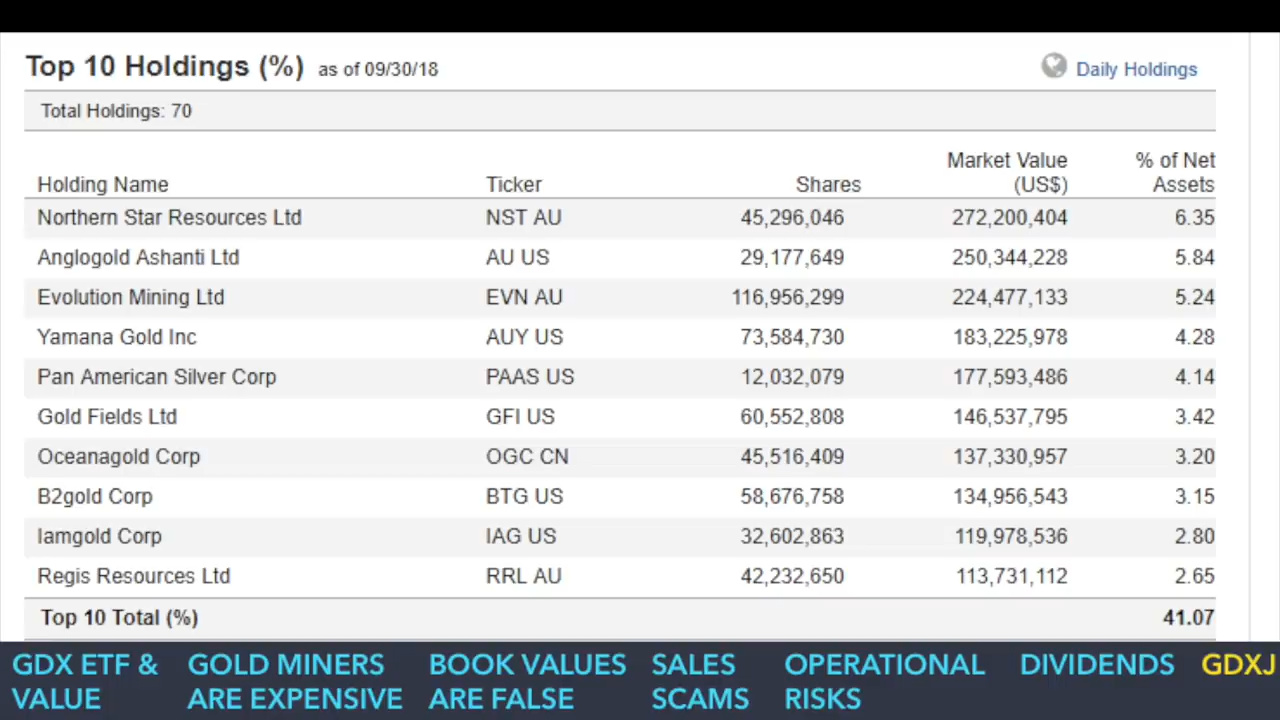 Top 10 Holdings (%) as of 09/30/18 Daily Holdings
Total Holdings: 70
Holding Name Ticker Shares Market Value (US$) % of Net Assets
Northern Star Resources Ltd NST AU 45,296,046 272,200,404 6.35
Anglogold Ashanti Ltd AU US 29,177,649 250,344,228 5.84
Evolution Mining Ltd EVN AU 116,956,299 224,477,133 5.24
Yamana Gold Inc AUY US 73,584,730 183,225,978 4.28
Pan American Silver Corp PAAS US 12,032,079 177,593,486 4.14
Gold Fields Ltd GFI US 60,552,808 146,537,795 3.42
Oceanagold Corp OGC CN 45,516,409 137,330,957 3.20
B2gold Corp BTG US 58,676,758 134,956,543 3.15
Iamgold Corp IAG US 32,602,863 119,978,536 2.80
Regis Resources Ltd RRL AU 42,232,650 113,731,112 2.65
Top 10 Total (%) 41.07
GDX ETF & VALUE
GOLD MINERS ARE EXPENSIVE
BOOK VALUES ARE FALSE
SALES SCAMS
OPERATIONAL RISKS
DIVIDENDS
GDXJ